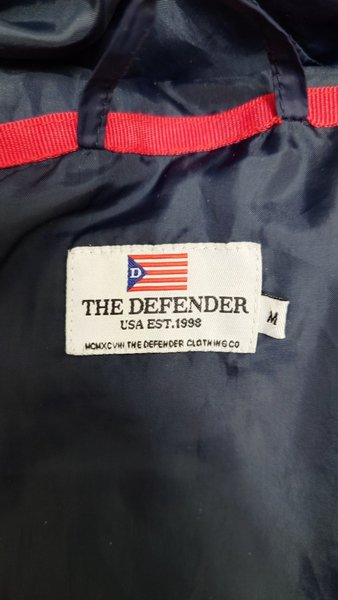 D
THE DEFENDER
USA EST.1998
M
MCMXCVIII THE DEFENDER CLOTHING CO